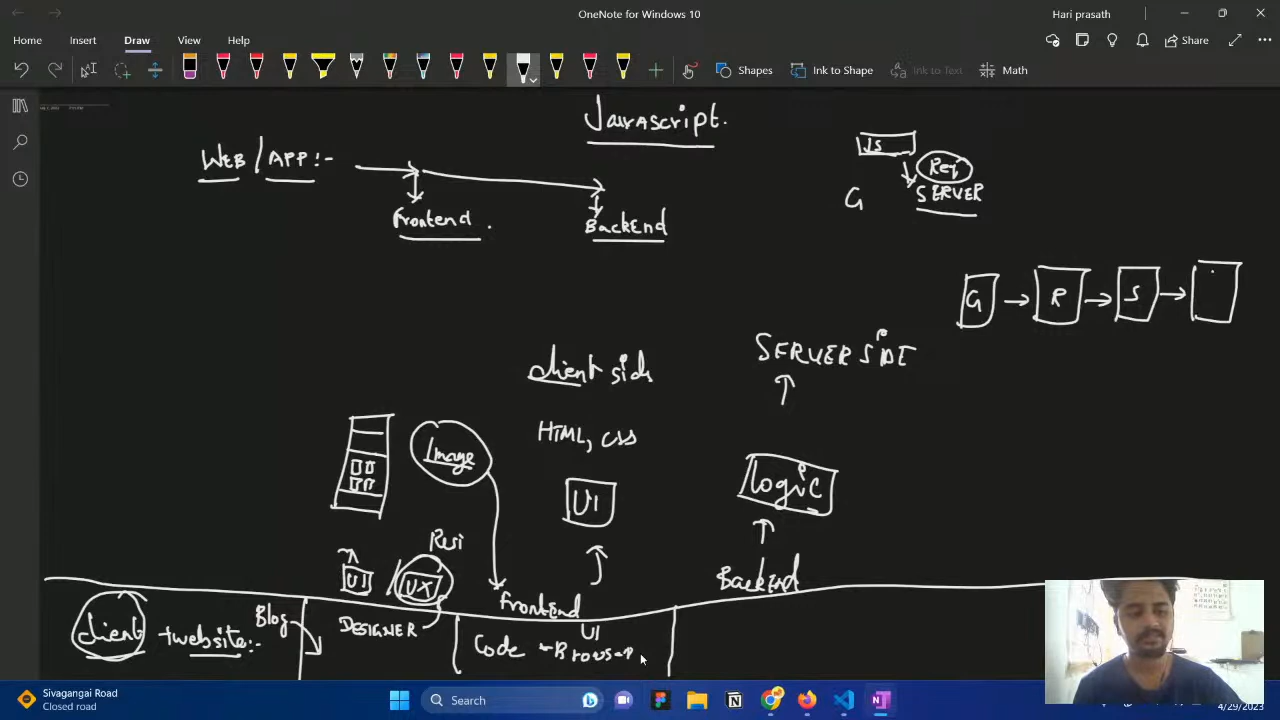 OneNote for Windows 10
Hari prasath
Home Insert Draw View Help
Share
Shapes
Ink to Shape
Ink to Text
Math
Javascript.
WEB / APP :-
Frontend .
Backend
JS
Req
G SERVER
G R S
SERVER SIDE
client side
HTML, css
Image
UI
logic
Resi
UI / UX
Frontend
Backend
client website :-
Blog
DESIGNER
UI
Code
Browser
Sivagangai Road
Closed road
Search